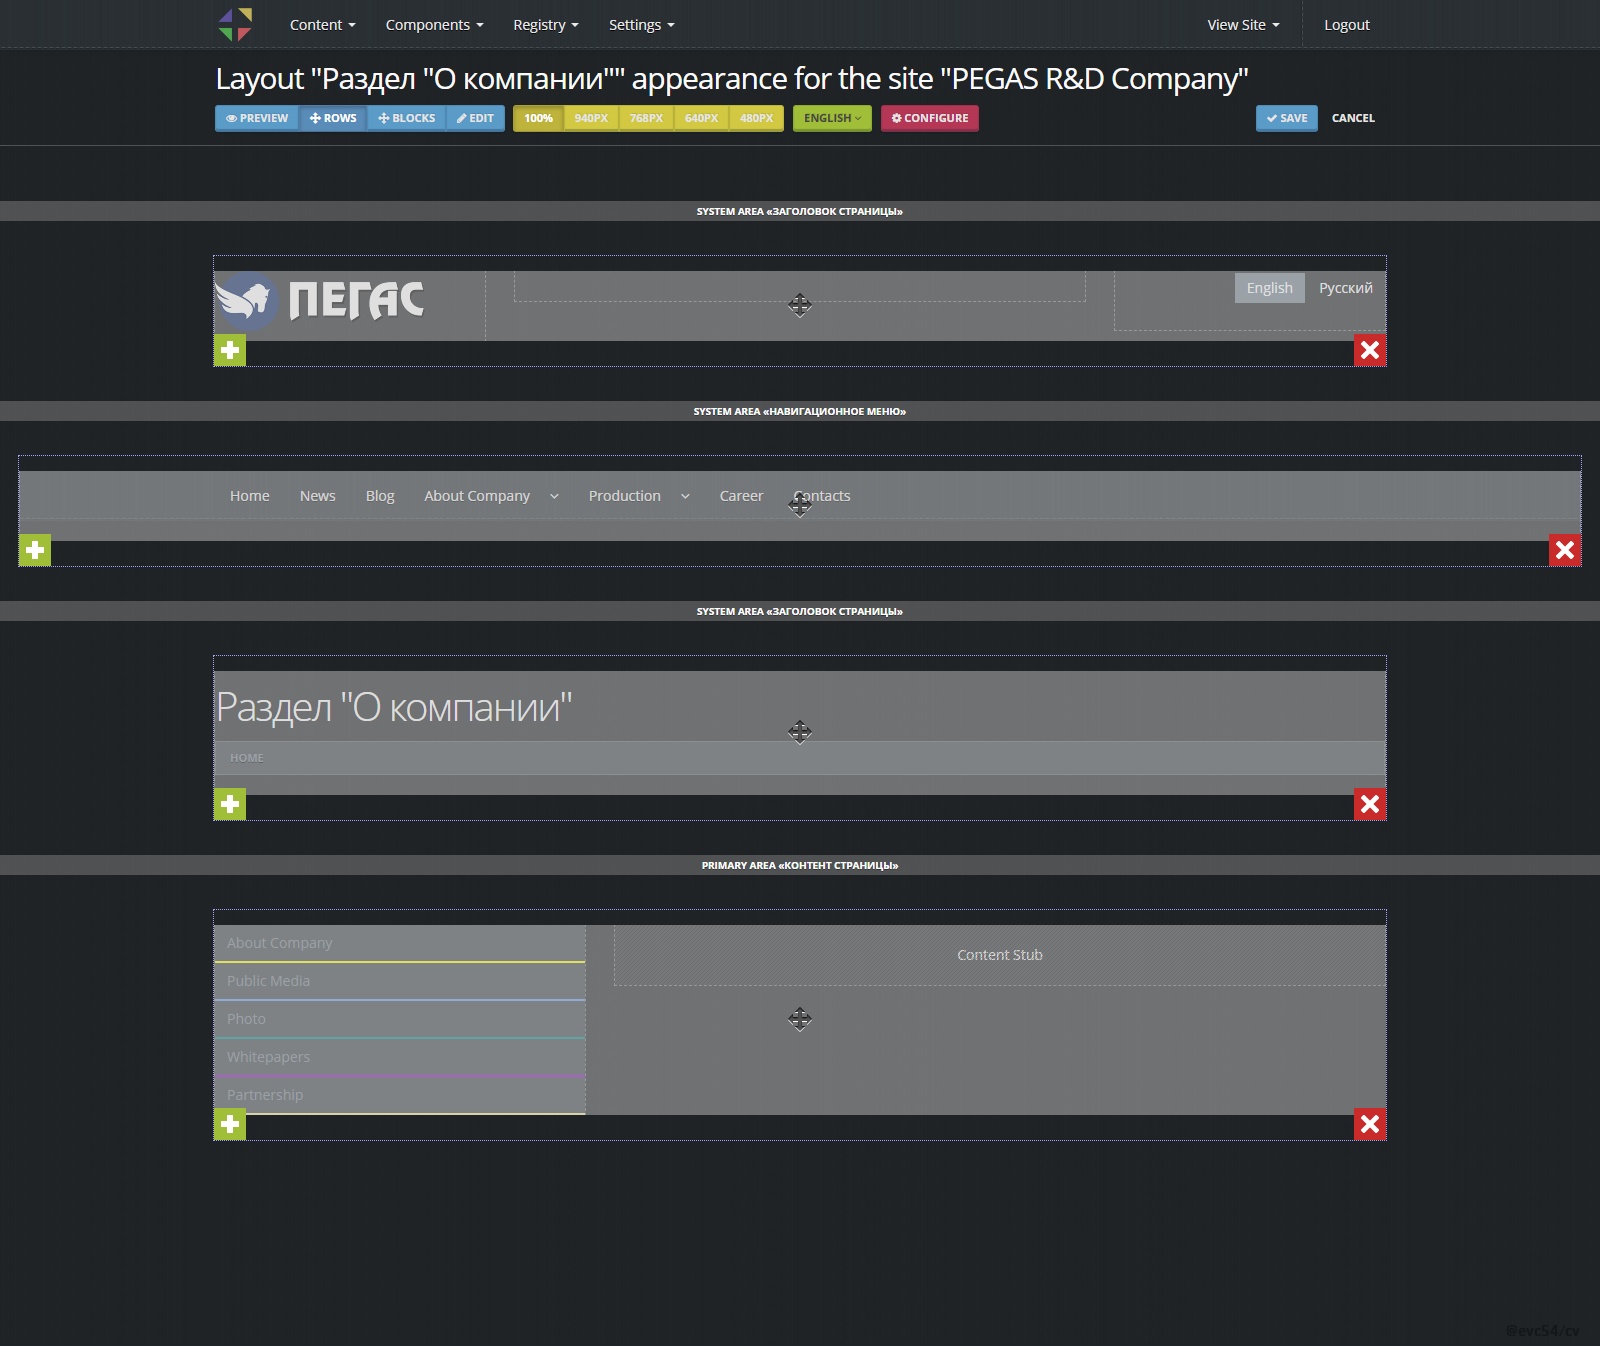 Content Components Registry Settings View Site Logout
Layout "Раздел "О компании"" appearance for the site "PEGAS R&D Company"
PREVIEW ROWS BLOCKS EDIT 100% 940PX 768PX 640PX 480PX ENGLISH CONFIGURE SAVE CANCEL
SYSTEM AREA «ЗАГОЛОВОК СТРАНИЦЫ»
ПЕГАС English Русский
SYSTEM AREA «НАВИГАЦИОННОЕ МЕНЮ»
Home News Blog About Company Production Career Contacts
SYSTEM AREA «ЗАГОЛОВОК СТРАНИЦЫ»
Раздел "О компании"
HOME
PRIMARY AREA «КОНТЕНТ СТРАНИЦЫ»
About Company
Content Stub
Public Media
Photo
Whitepapers
Partnership
@evc54/cv